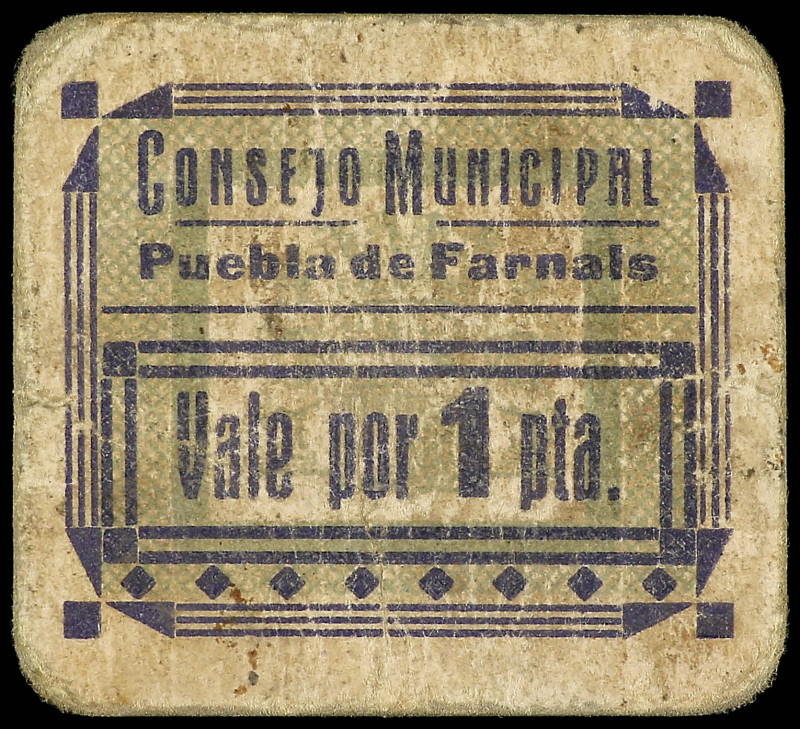 CONSEJO MUNICIPAL
Puebla de Farnals
Vale por 1 pta.